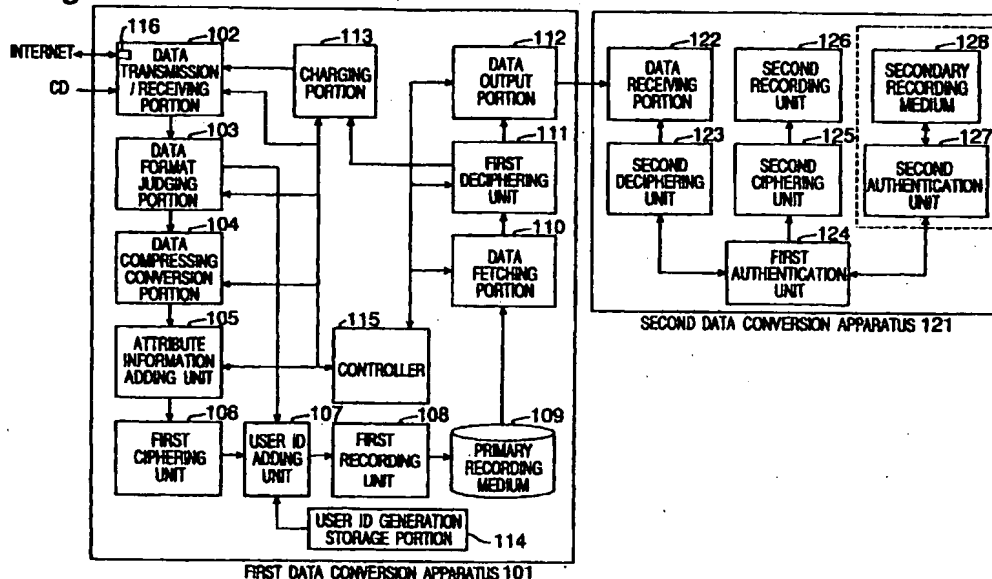 INTERNET
CD
116
102
DATA
TRANSMISSION
/ RECEIVING
PORTION
113
CHARGING
PORTION
112
DATA
OUTPUT
PORTION
103
DATA
FORMAT
JUDGING
PORTION
111
FIRST
DECIPHERING
UNIT
104
DATA
COMPRESSING
CONVERSION
PORTION
110
DATA
FETCHING
PORTION
105
ATTRIBUTE
INFORMATION
ADDING UNIT
115
CONTROLLER
106
FIRST
CIPHERING
UNIT
107
USER ID
ADDING
UNIT
108
FIRST
RECORDING
UNIT
109
PRIMARY
RECORDING
MEDIUM
USER ID GENERATION
STORAGE PORTION
114
FIRST DATA CONVERSION APPARATUS 101
122
DATA
RECEIVING
PORTION
126
SECOND
RECORDING
UNIT
128
SECONDARY
RECORDING
MEDIUM
123
SECOND
DECIPHERING
UNIT
125
SECOND
CIPHERING
UNIT
127
SECOND
AUTHENTICATION
UNIT
124
FIRST
AUTHENTICATION
UNIT
SECOND DATA CONVERSION APPARATUS 121